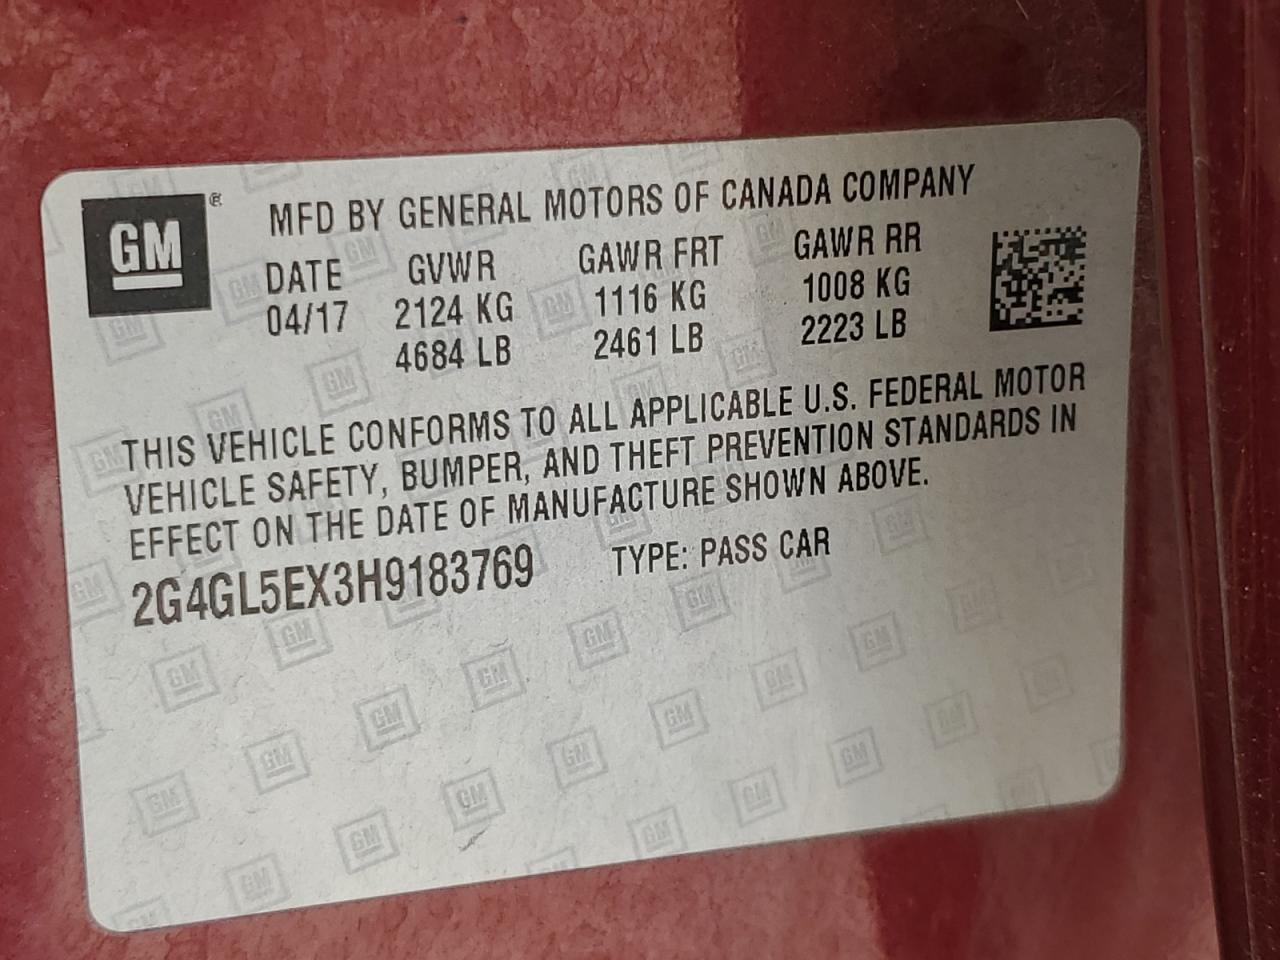 GM®
MFD BY GENERAL MOTORS OF CANADA COMPANY
DATE GVWR GAWR FRT GAWR RR
04/17 2124 KG 1116 KG 1008 KG
4684 LB 2461 LB 2223 LB
THIS VEHICLE CONFORMS TO ALL APPLICABLE U.S. FEDERAL MOTOR
VEHICLE SAFETY, BUMPER, AND THEFT PREVENTION STANDARDS IN
EFFECT ON THE DATE OF MANUFACTURE SHOWN ABOVE.
2G4GL5EX3H9183769 TYPE: PASS CAR